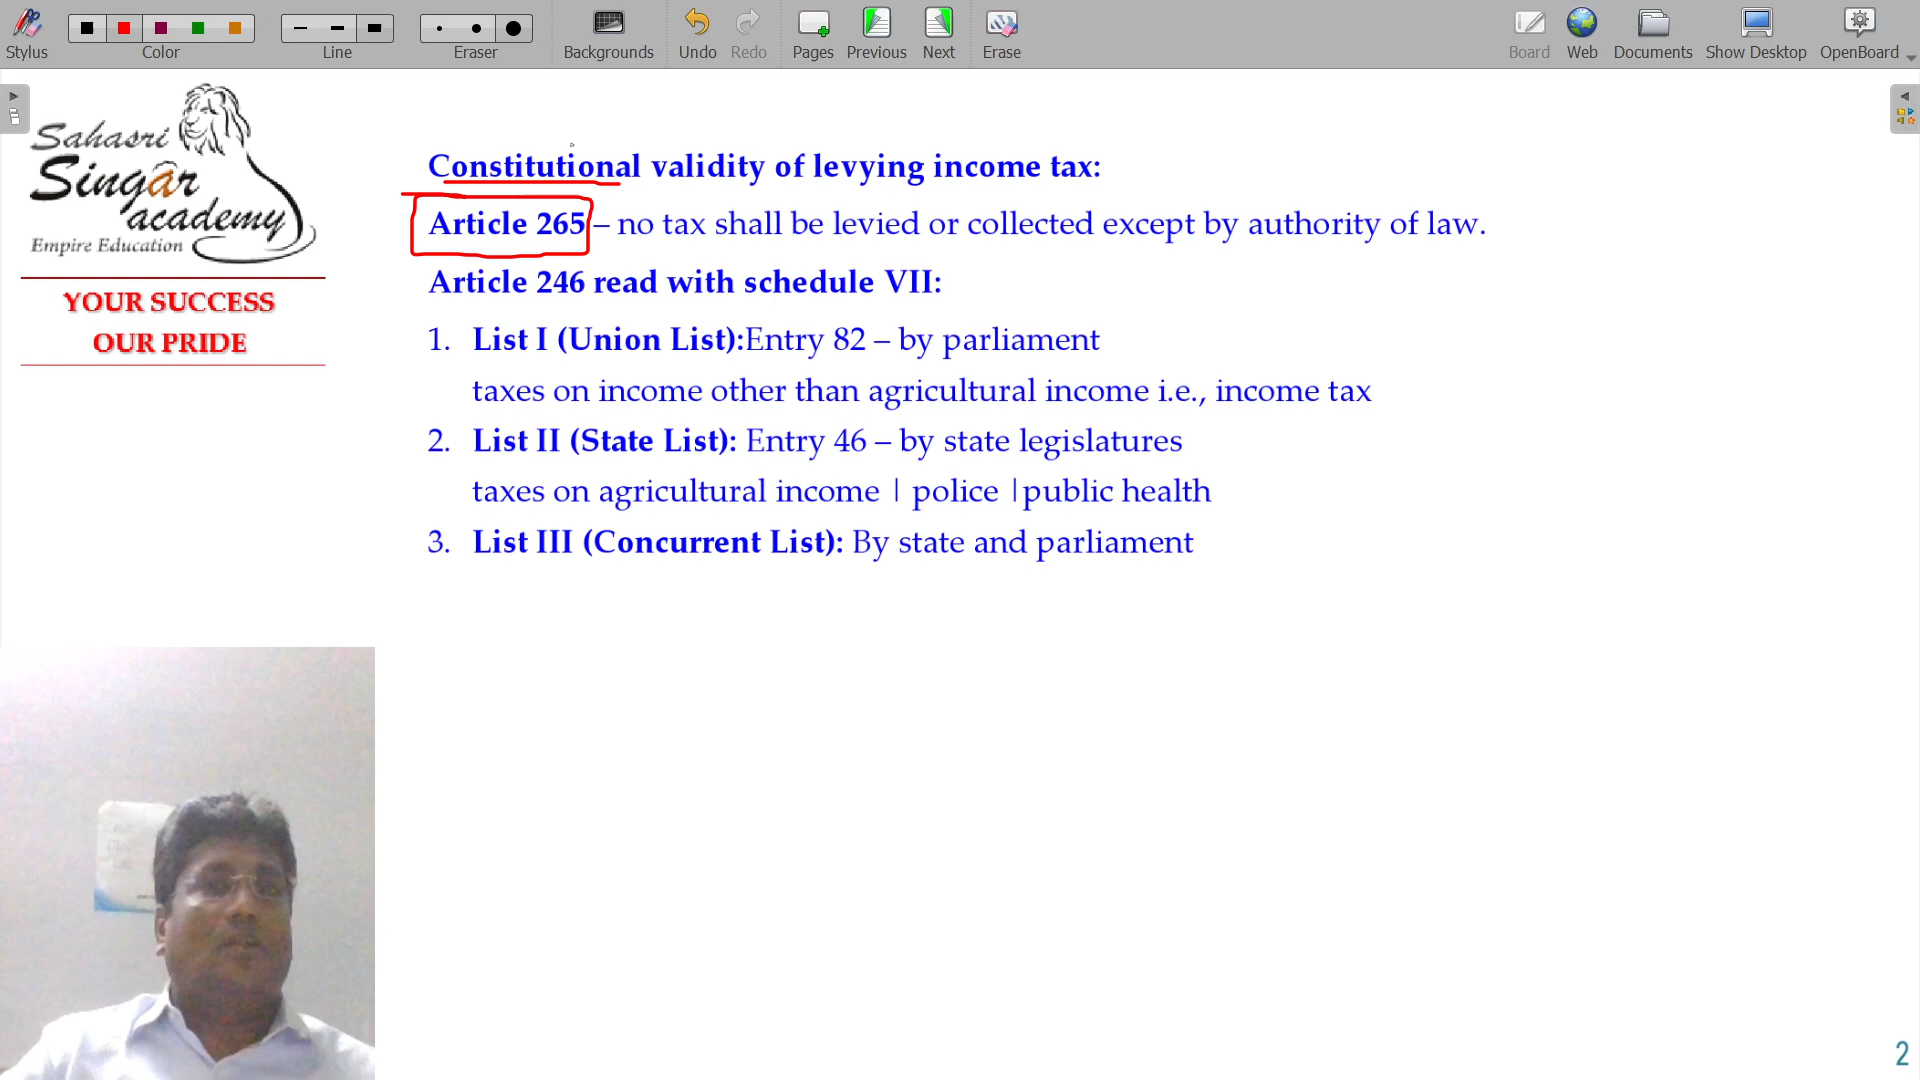 Stylus
Color
Line
Eraser
Backgrounds
Undo
Redo
Pages
Previous
Next
Erase
Board
Web
Documents
Show Desktop
OpenBoard
Sahasri
Singar
academy
Empire Education
YOUR SUCCESS
OUR PRIDE
Constitutional validity of levying income tax:
Article 265 – no tax shall be levied or collected except by authority of law.
Article 246 read with schedule VII:
1. List I (Union List):Entry 82 – by parliament
taxes on income other than agricultural income i.e., income tax
2. List II (State List): Entry 46 – by state legislatures
taxes on agricultural income | police |public health
3. List III (Concurrent List): By state and parliament
2